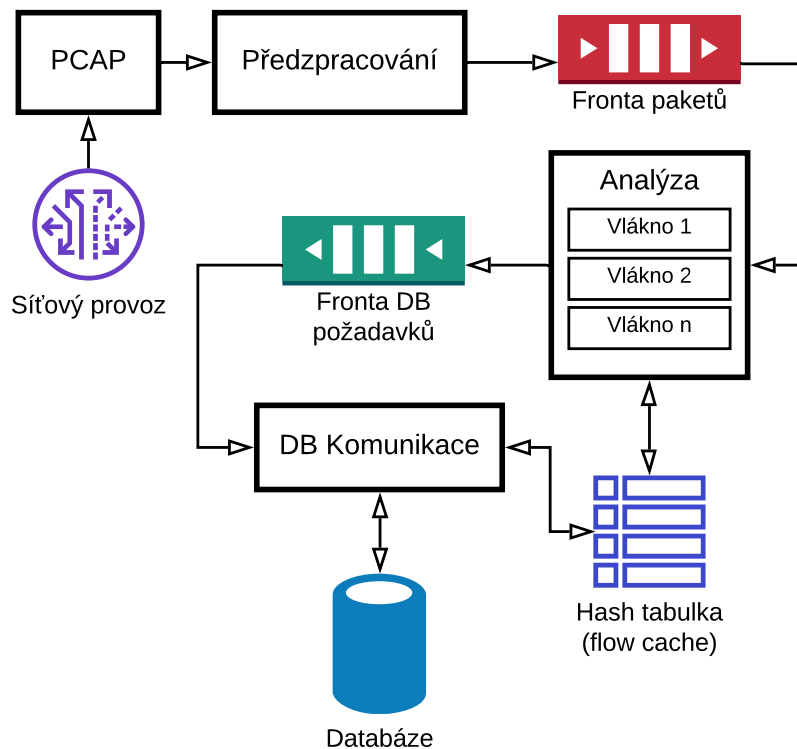 PCAP
Předzpracování
Fronta paketů
Síťový provoz
Analýza
Vlákno 1
Vlákno 2
Vlákno n
Fronta DB
požadavků
DB Komunikace
Hash tabulka
(flow cache)
Databáze